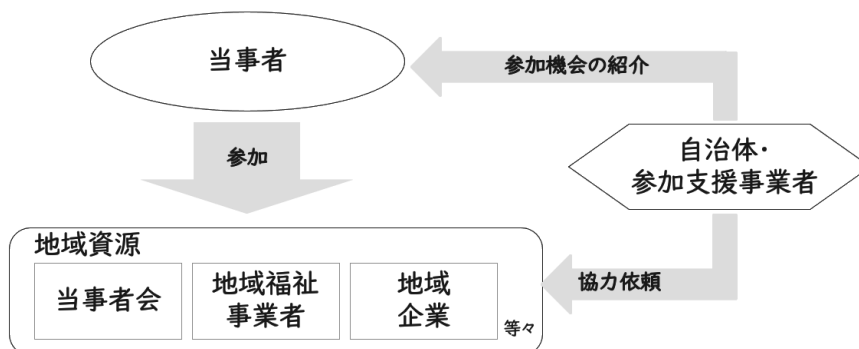 当事者
参加機会の紹介
参加
自治体・
参加支援事業者
地域資源
当事者会
地域福祉
事業者
地域
企業
等々
協力依頼